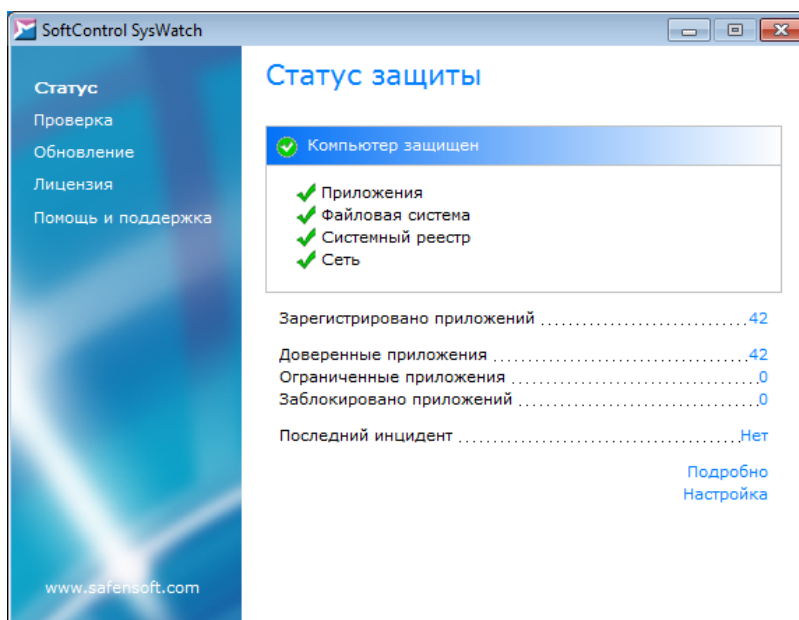 SoftControl SysWatch
Статус
Проверка
Обновление
Лицензия
Помощь и поддержка
www.safensoft.com
Статус защиты
Компьютер защищен
Приложения
Файловая система
Системный реестр
Сеть
Зарегистрировано приложений 42
Доверенные приложения 42
Ограниченные приложения 0
Заблокировано приложений 0
Последний инцидент Нет
Подробно
Настройка